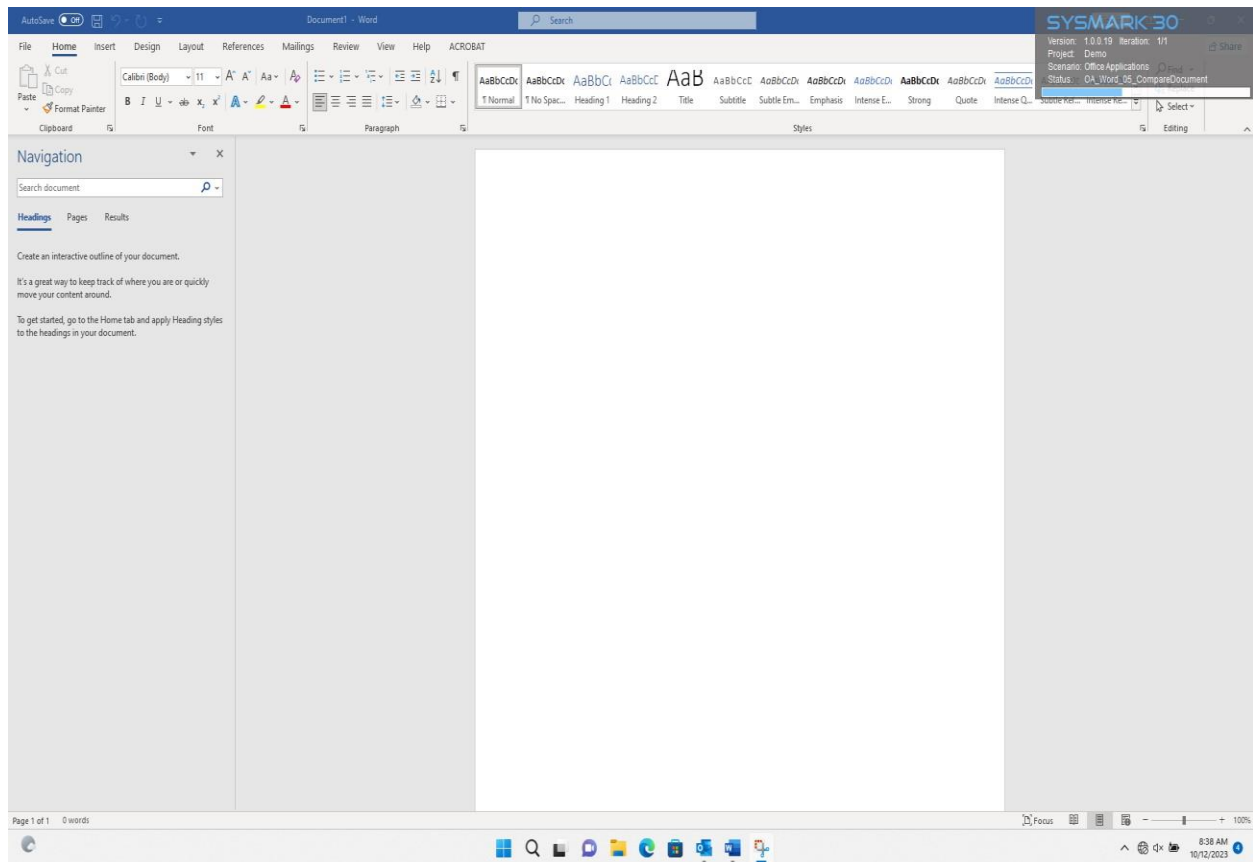 AutoSave Off Document1 - Word Search
SYSMARK 30
Version: 1.0.0.19 Iteration: 1/1
Project: Demo
Scenario: Office Applications
Status: OA_Word_05_CompareDocument
File Home Insert Design Layout References Mailings Review View Help ACROBAT Share
Cut
Copy
Paste
Format Painter
Clipboard
Calibri (Body) 11
Font
Paragraph
AaBbCcDc AaBbCcDc AaBbCc AaBbCcC AaB AaBbCcC AaBbCcDc AaBbCcDc AaBbCcDc AaBbCcDc AaBbCcDc AaBbCcDc
¶ Normal ¶ No Spac... Heading 1 Heading 2 Title Subtitle Subtle Em... Emphasis Intense E... Strong Quote Intense Q... Subtle Ref... Intense Re...
Styles
Find
Replace
Select
Editing
Navigation
Search document
Headings Pages Results
Create an interactive outline of your document.
It's a great way to keep track of where you are or quickly
move your content around.
To get started, go to the Home tab and apply Heading styles
to the headings in your document.
Page 1 of 1 0 words
Focus 100%
8:38 AM
10/12/2023
4